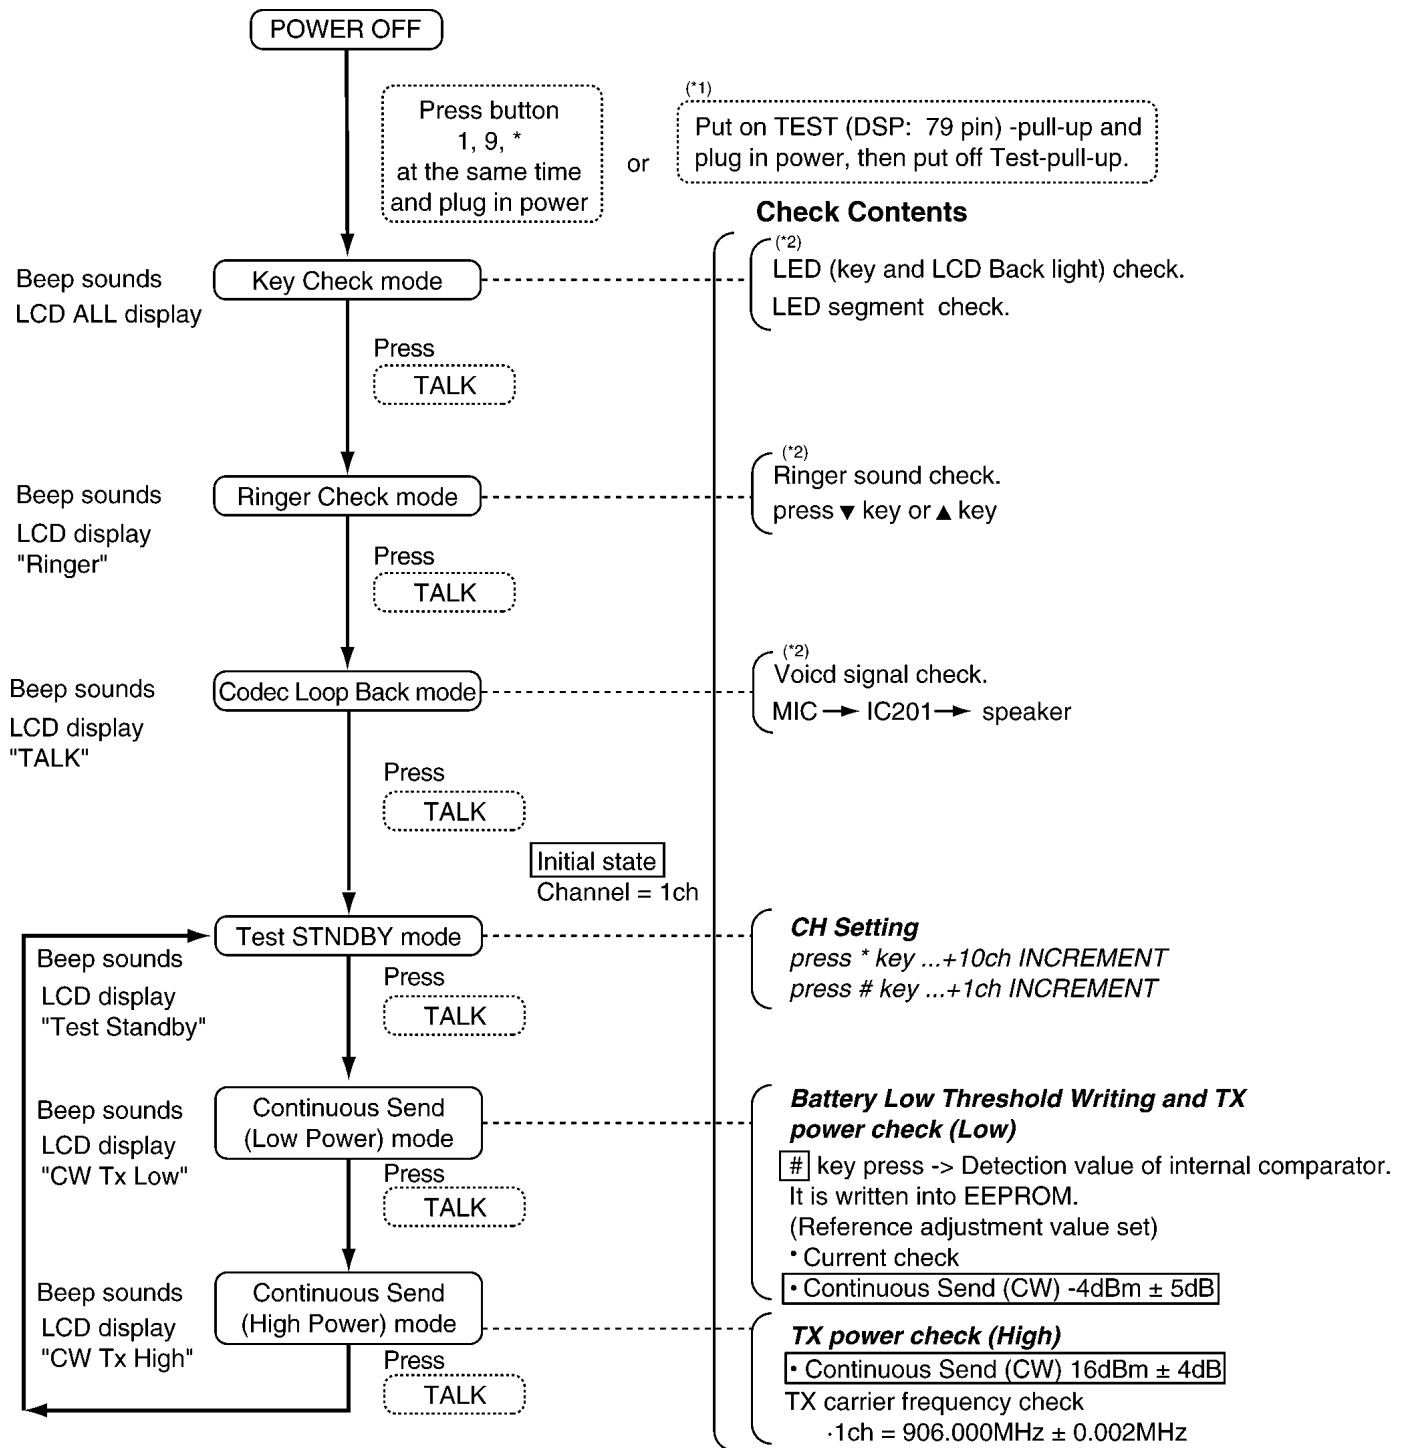 POWER OFF
Press button
1, 9, *
at the same time
and plug in power
or
(*1)
Put on TEST (DSP: 79 pin) -pull-up and
plug in power, then put off Test-pull-up.
Check Contents
Beep sounds
LCD ALL display
Key Check mode
(*2)
LED (key and LCD Back light) check.
LED segment check.
Press
TALK
Beep sounds
LCD display
"Ringer"
Ringer Check mode
(*2)
Ringer sound check.
press ▼ key or ▲ key
Press
TALK
Beep sounds
LCD display
"TALK"
Codec Loop Back mode
(*2)
Voicd signal check.
MIC → IC201 → speaker
Press
TALK
Initial state
Channel = 1ch
Test STNDBY mode
Beep sounds
LCD display
"Test Standby"
CH Setting
press * key ...+10ch INCREMENT
press # key ...+1ch INCREMENT
Press
TALK
Beep sounds
LCD display
"CW Tx Low"
Continuous Send
(Low Power) mode
Battery Low Threshold Writing and TX
power check (Low)
# key press -> Detection value of internal comparator.
It is written into EEPROM.
(Reference adjustment value set)
• Current check
• Continuous Send (CW) -4dBm ± 5dB
Press
TALK
Beep sounds
LCD display
"CW Tx High"
Continuous Send
(High Power) mode
TX power check (High)
• Continuous Send (CW) 16dBm ± 4dB
TX carrier frequency check
·1ch = 906.000MHz ± 0.002MHz
Press
TALK